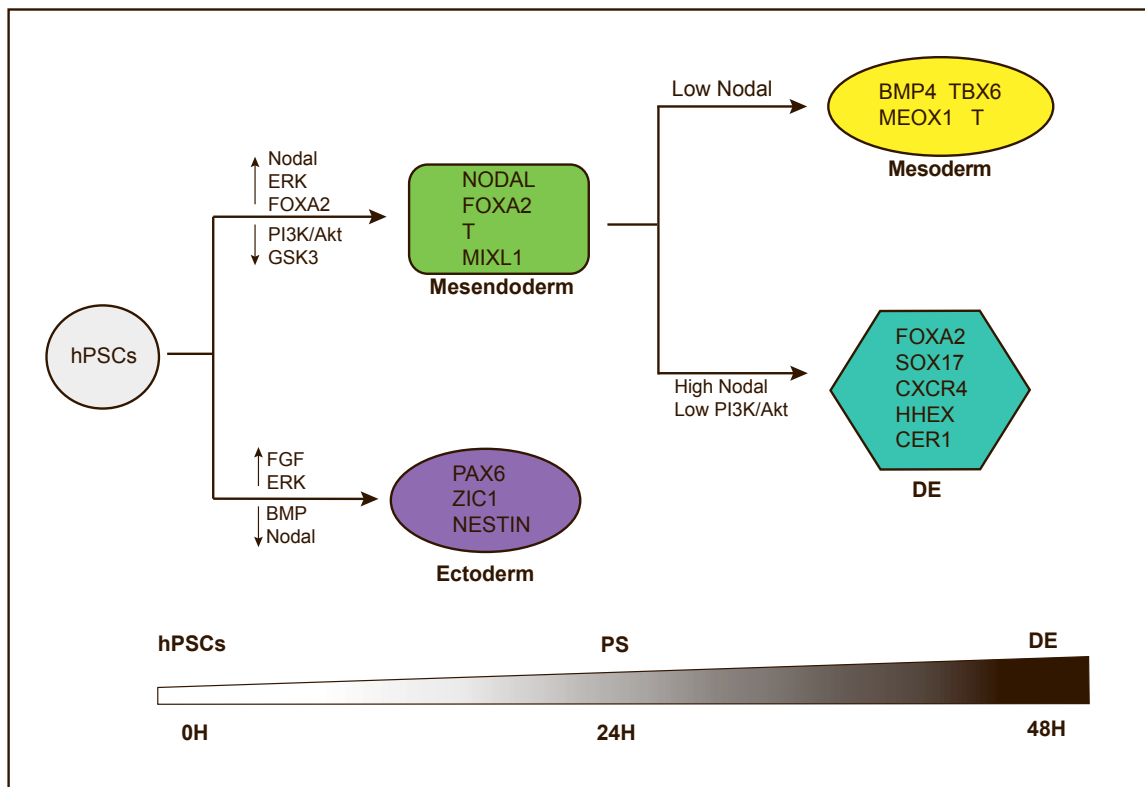 Low Nodal
BMP4 TBX6
MEOX1 T
Mesoderm
Nodal
ERK
FOXA2
PI3K/Akt
GSK3
NODAL
FOXA2
T
MIXL1
Mesendoderm
hPSCs
High Nodal
Low PI3K/Akt
FOXA2
SOX17
CXCR4
HHEX
CER1
DE
FGF
ERK
BMP
Nodal
PAX6
ZIC1
NESTIN
Ectoderm
hPSCs PS DE
0H 24H 48H